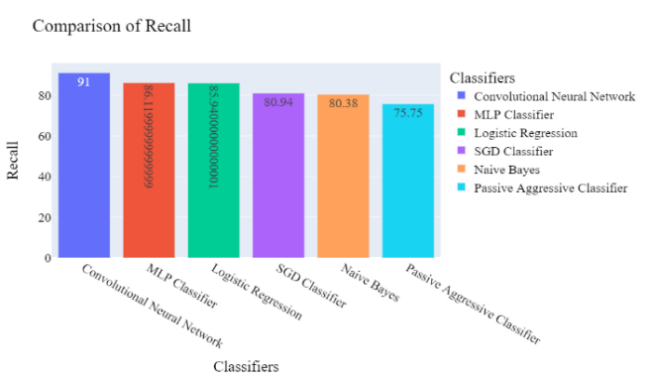 Comparison of Recall
Recall
80
60
40
20
0
91
86.11999999999999
85.94000000000001
80.94
80.38
75.75
Convolutional Neural Network
MLP Classifier
Logistic Regression
SGD Classifier
Naive Bayes
Passive Aggressive Classifier
Classifiers
Classifiers
Convolutional Neural Network
MLP Classifier
Logistic Regression
SGD Classifier
Naive Bayes
Passive Aggressive Classifier